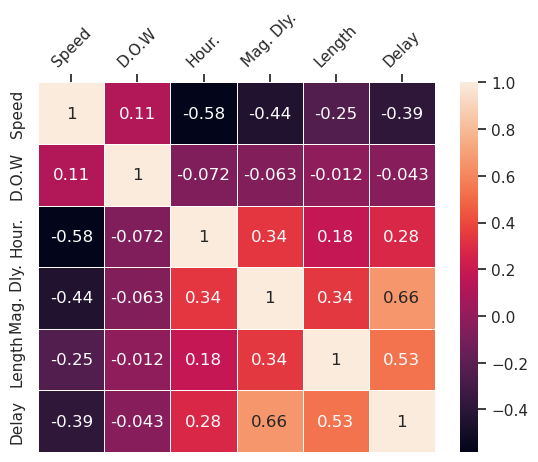 Speed D.O.W Hour. Mag. Dly. Length Delay
Speed 1 0.11 -0.58 -0.44 -0.25 -0.39
D.O.W 0.11 1 -0.072 -0.063 -0.012 -0.043
Hour. -0.58 -0.072 1 0.34 0.18 0.28
Mag. Dly. -0.44 -0.063 0.34 1 0.34 0.66
Length -0.25 -0.012 0.18 0.34 1 0.53
Delay -0.39 -0.043 0.28 0.66 0.53 1
1.0
0.8
0.6
0.4
0.2
0.0
−0.2
−0.4